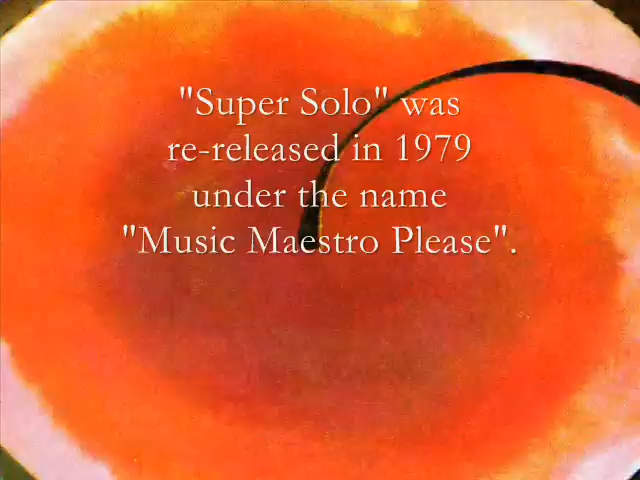 "Super Solo" was
re-released in 1979
under the name
"Music Maestro Please".